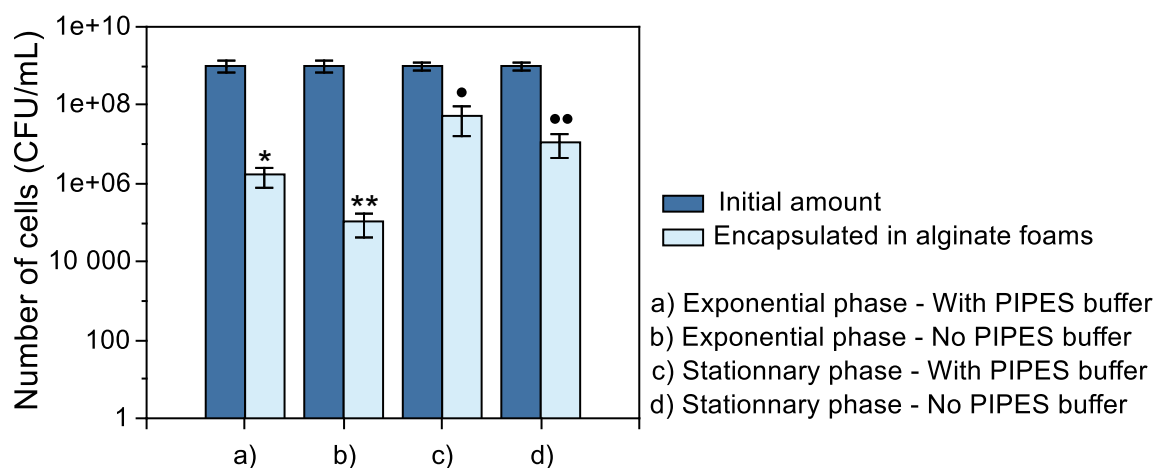 Number of cells (CFU/mL)
1e+10
1e+08
1e+06
10 000
100
1
*
**
•
••
a)
b)
c)
d)
Initial amount
Encapsulated in alginate foams
a) Exponential phase - With PIPES buffer
b) Exponential phase - No PIPES buffer
c) Stationnary phase - With PIPES buffer
d) Stationnary phase - No PIPES buffer